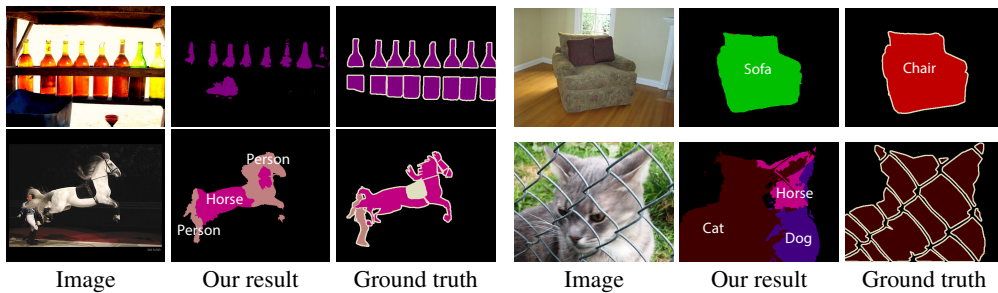 Sofa
Chair
Person
Horse
Person
Horse
Cat
Dog
Image
Our result
Ground truth
Image
Our result
Ground truth